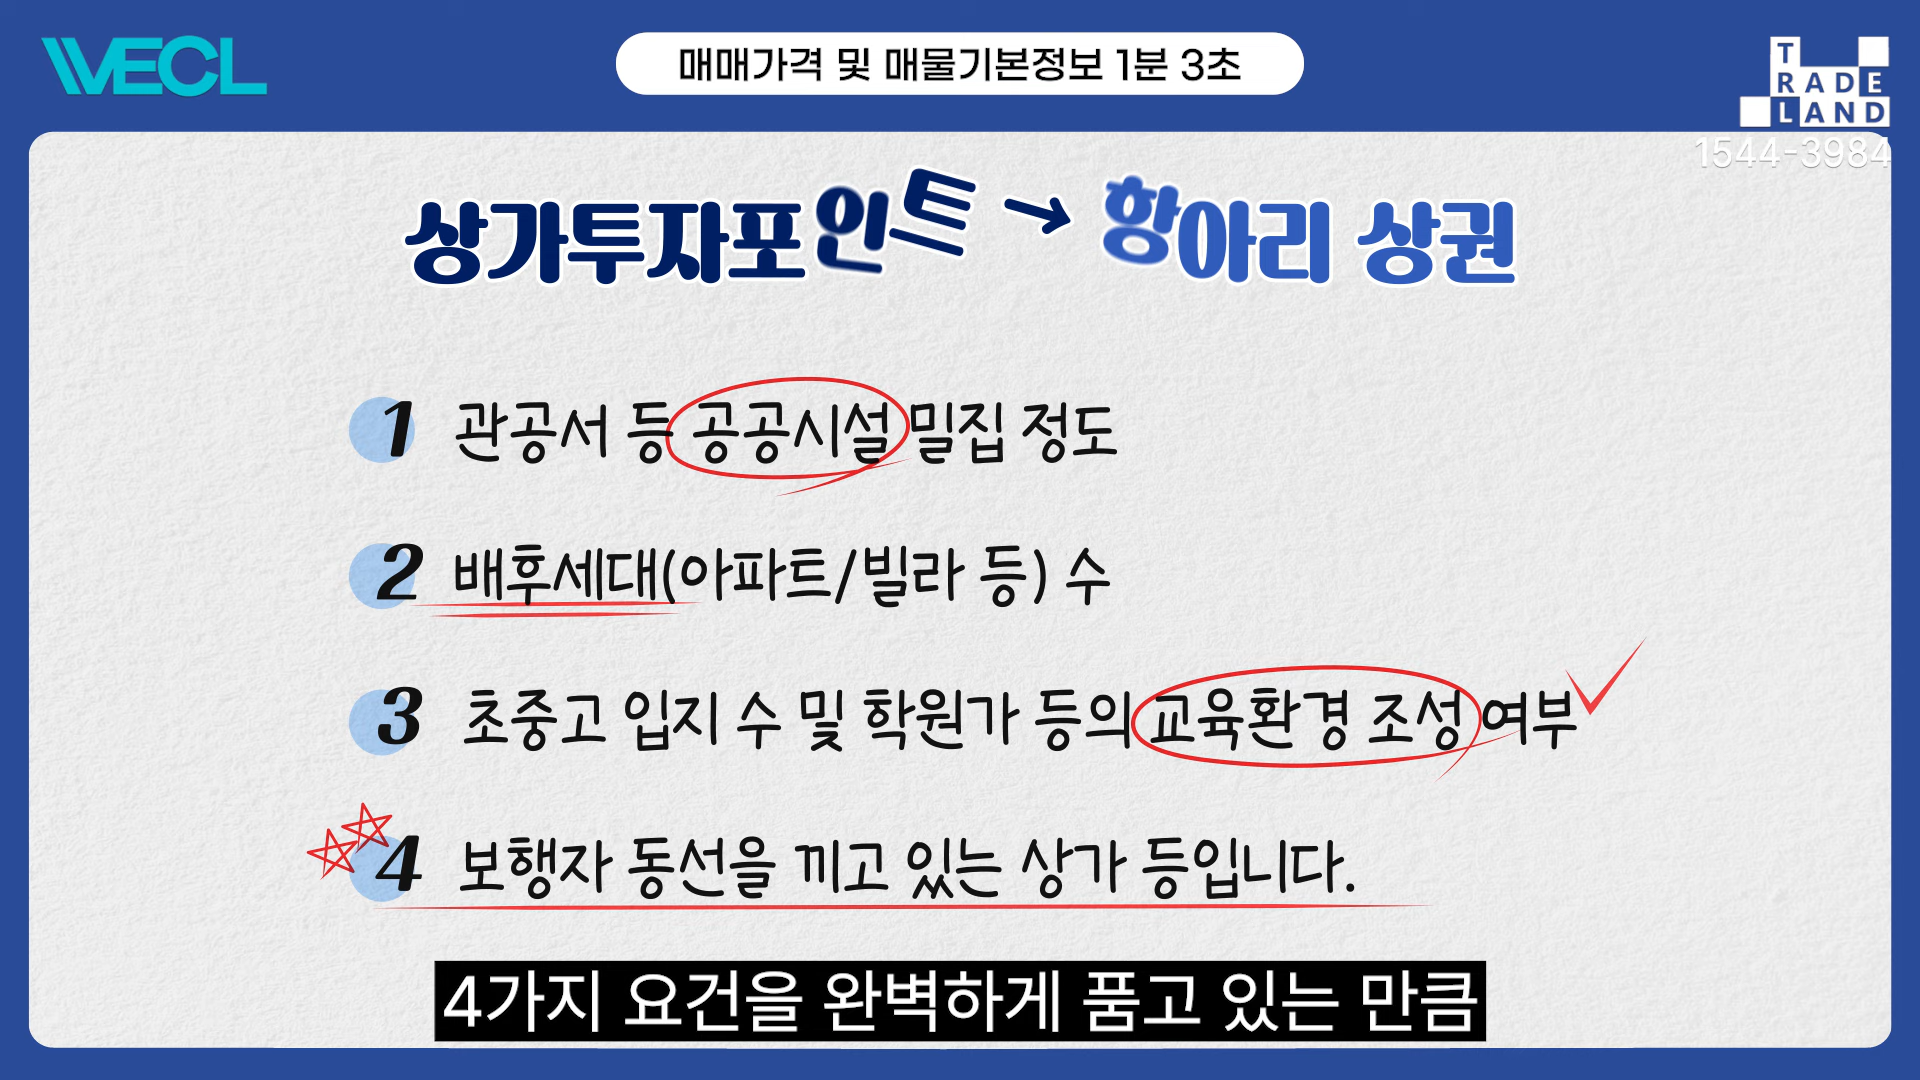 WECL
매매가격 및 매물기본정보 1분 3초
T
RADE
LAND
1544-3984
상가투자포인트 → 항아리 상권
1 관공서 등 공공시설 밀집 정도
2 배후세대(아파트/빌라 등) 수
3 초중고 입지 수 및 학원가 등의 교육환경 조성 여부
4 보행자 동선을 끼고 있는 상가 등입니다.
4가지 요건을 완벽하게 품고 있는 만큼